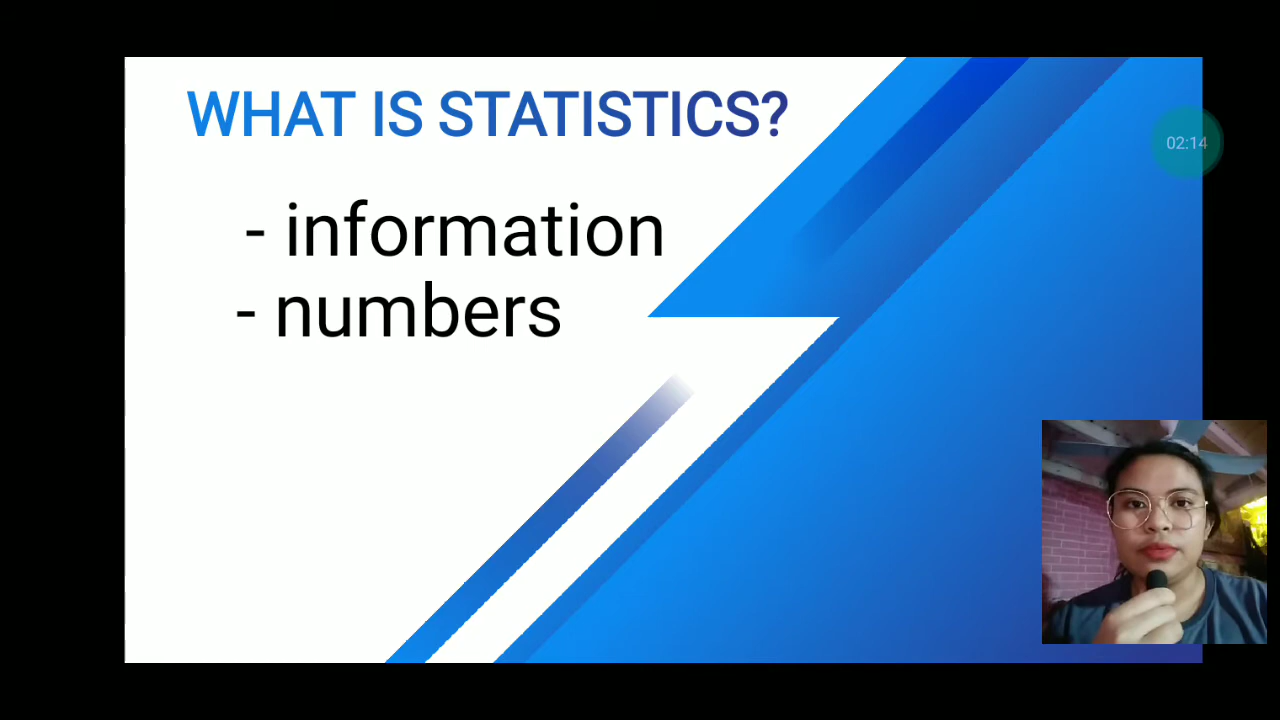 WHAT IS STATISTICS?
- information
- numbers
02:14